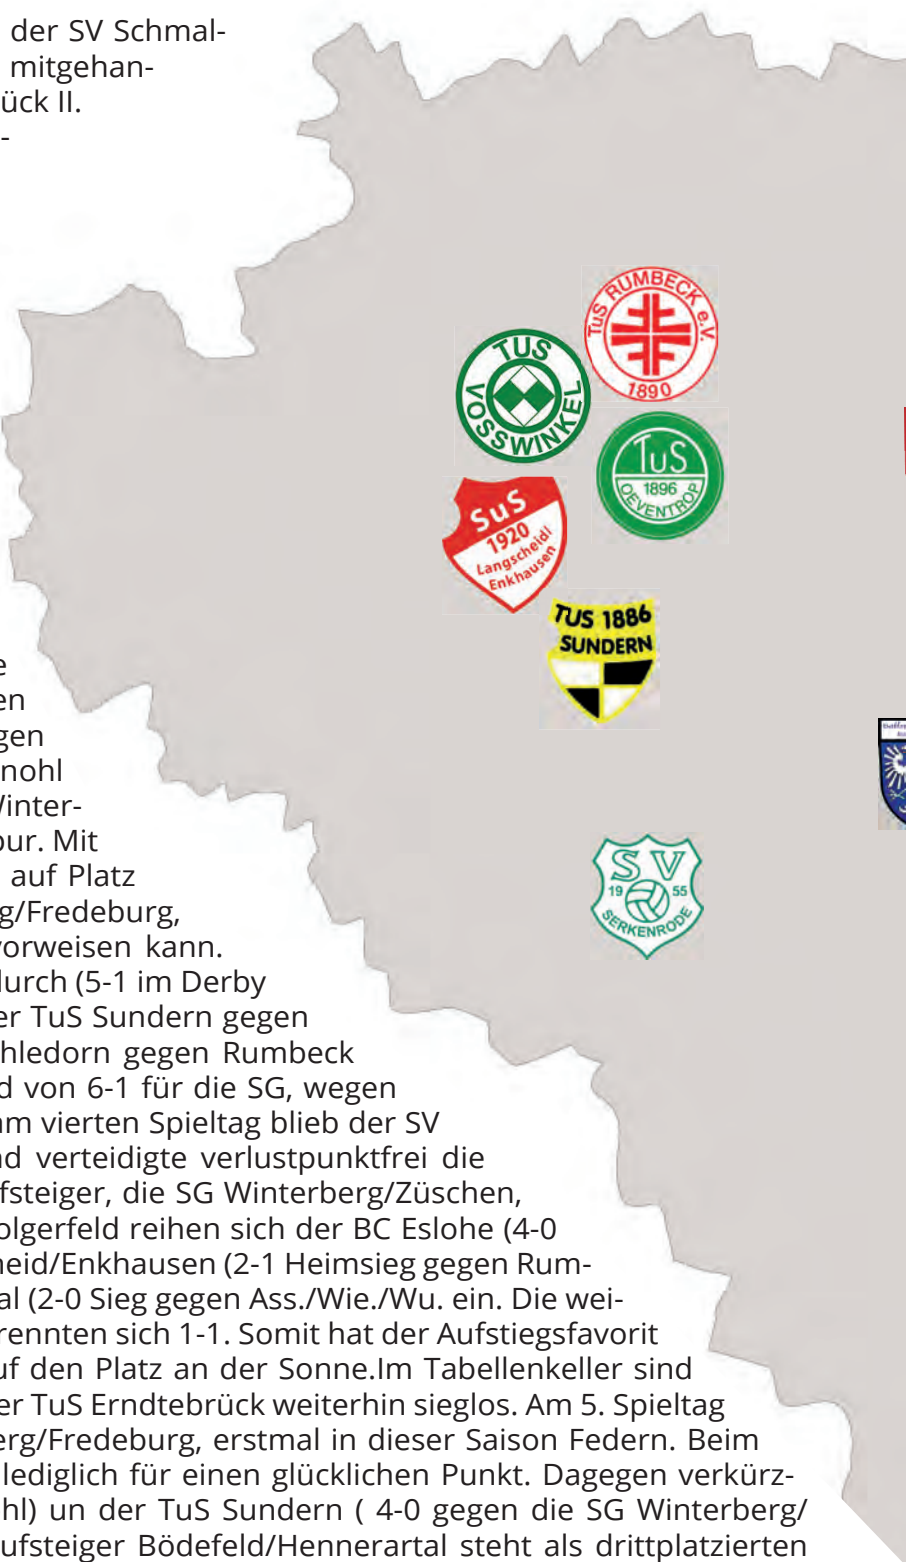 der SV Schmal-
mitgehan-
ück II.
-
TuS RUMBECK e.V.
1890
TUS
VOSSWINKEL
TuS
1896
OEVENTROP
SuS
1920
Langscheid/
Enkhausen
TUS 1886
SUNDERN
SV
19 55
SERKENRODE
e
en
gen
nohl
Winter-
pur. Mit
auf Platz
g/Fredeburg,
vorweisen kann.
durch (5-1 im Derby
er TuS Sundern gegen
hledorn gegen Rumbeck
d von 6-1 für die SG, wegen
am vierten Spieltag blieb der SV
nd verteidigte verlustpunktfrei die
ufsteiger, die SG Winterberg/Züschen,
olgerfeld reihen sich der BC Eslohe (4-0
heid/Enkhausen (2-1 Heimsieg gegen Rum-
al (2-0 Sieg gegen Ass./Wie./Wu. ein. Die wei-
rennten sich 1-1. Somit hat der Aufstiegsfavorit
uf den Platz an der Sonne.Im Tabellenkeller sind
er TuS Erndtebrück weiterhin sieglos. Am 5. Spieltag
erg/Fredeburg, erstmal in dieser Saison Federn. Beim
lediglich für einen glücklichen Punkt. Dagegen verkürz-
hl) un der TuS Sundern ( 4-0 gegen die SG Winterberg/
ufsteiger Bödefeld/Hennerartal steht als drittplatzierten